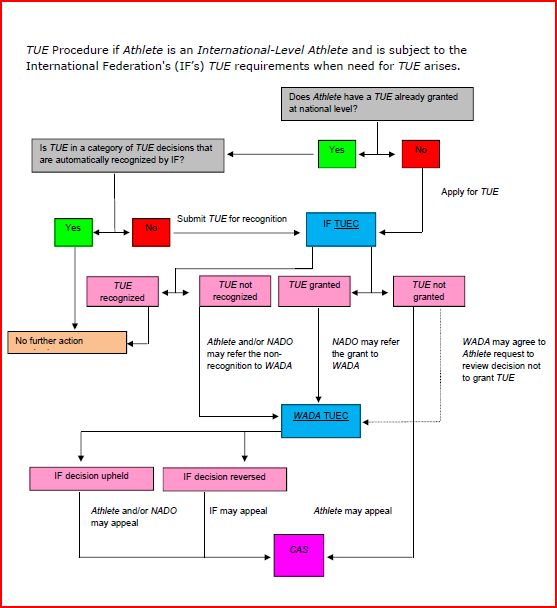 TUE Procedure if Athlete is an International-Level Athlete and is subject to the
International Federation's (IF's) TUE requirements when need for TUE arises.
Does Athlete have a TUE already granted
at national level?
Is TUE in a category of TUE decisions that
are automatically recognized by IF?
Yes
No
Apply for TUE
Yes
No
Submit TUE for recognition
IF TUEC
TUE
recognized
TUE not
recognized
TUE granted
TUE not
granted
No further action
Athlete and/or NADO
may refer the non-
recognition to WADA
NADO may refer
the grant to
WADA
WADA may agree to
Athlete request to
review decision not
to grant TUE
WADA TUEC
IF decision upheld
IF decision reversed
Athlete and/or NADO
may appeal
IF may appeal
Athlete may appeal
CAS